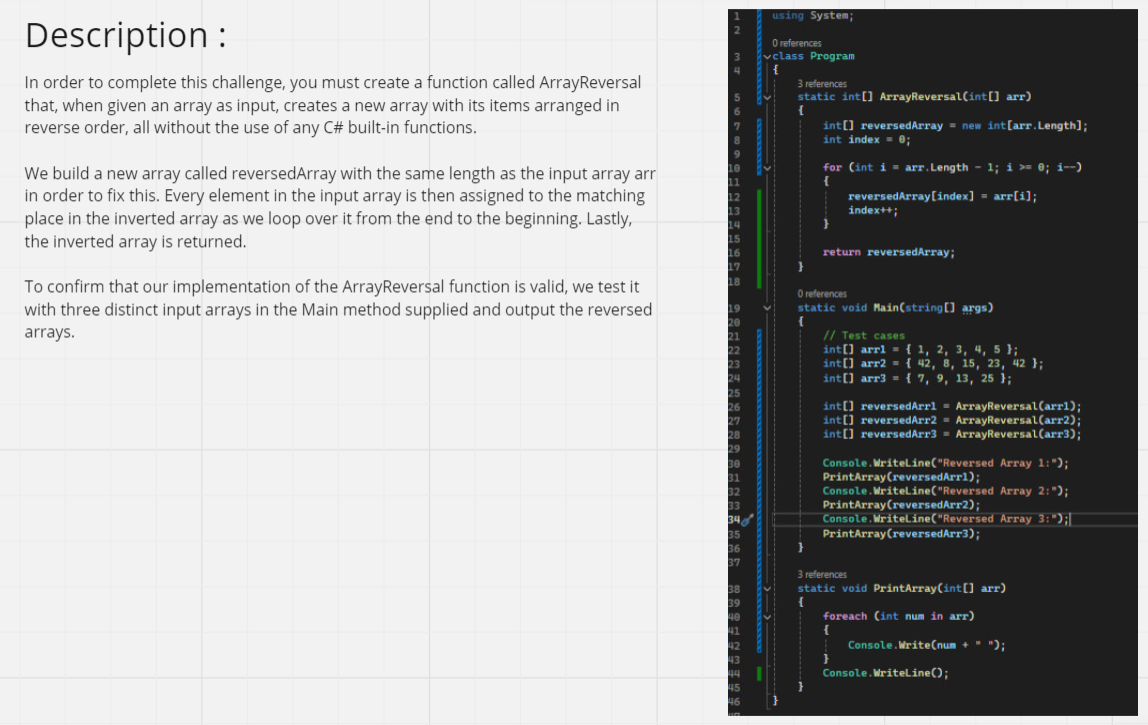 Description :
In order to complete this challenge, you must create a function called ArrayReversal
that, when given an array as input, creates a new array with its items arranged in
reverse order, all without the use of any C# built-in functions.
We build a new array called reversedArray with the same length as the input array arr
in order to fix this. Every element in the input array is then assigned to the matching
place in the inverted array as we loop over it from the end to the beginning. Lastly,
the inverted array is returned.
To confirm that our implementation of the ArrayReversal function is valid, we test it
with three distinct input arrays in the Main method supplied and output the reversed
arrays.
1 using System;
2
0 references
3 class Program
4 {
3 references
5 static int[] ArrayReversal(int[] arr)
6 {
7 int[] reversedArray = new int[arr.Length];
8 int index = 0;
9
10 for (int i = arr.Length - 1; i >= 0; i--)
11 {
12 reversedArray[index] = arr[i];
13 index++;
14 }
15
16 return reversedArray;
17 }
18
0 references
19 static void Main(string[] args)
20 {
21 // Test cases
22 int[] arr1 = { 1, 2, 3, 4, 5 };
23 int[] arr2 = { 42, 8, 15, 23, 42 };
24 int[] arr3 = { 7, 9, 13, 25 };
25
26 int[] reversedArr1 = ArrayReversal(arr1);
27 int[] reversedArr2 = ArrayReversal(arr2);
28 int[] reversedArr3 = ArrayReversal(arr3);
29
30 Console.WriteLine("Reversed Array 1:");
31 PrintArray(reversedArr1);
32 Console.WriteLine("Reversed Array 2:");
33 PrintArray(reversedArr2);
34 Console.WriteLine("Reversed Array 3:");
35 PrintArray(reversedArr3);
36 }
37
3 references
38 static void PrintArray(int[] arr)
39 {
40 foreach (int num in arr)
41 {
42 Console.Write(num + " ");
43 }
44 Console.WriteLine();
45 }
46 }